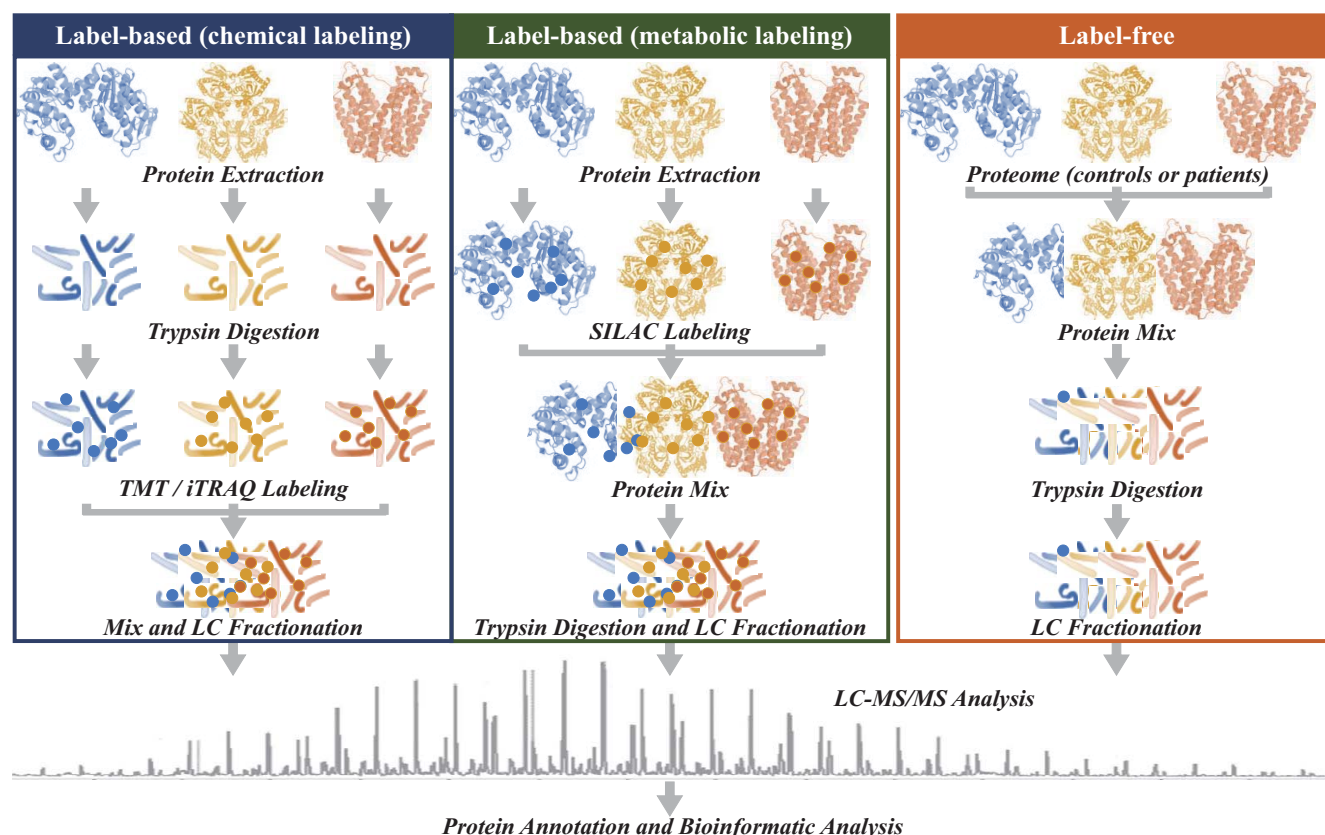 Label-based (chemical labeling)
Protein Extraction
Trypsin Digestion
TMT / iTRAQ Labeling
Mix and LC Fractionation
Label-based (metabolic labeling)
Protein Extraction
SILAC Labeling
Protein Mix
Trypsin Digestion and LC Fractionation
Label-free
Proteome (controls or patients)
Protein Mix
Trypsin Digestion
LC Fractionation
LC-MS/MS Analysis
Protein Annotation and Bioinformatic Analysis